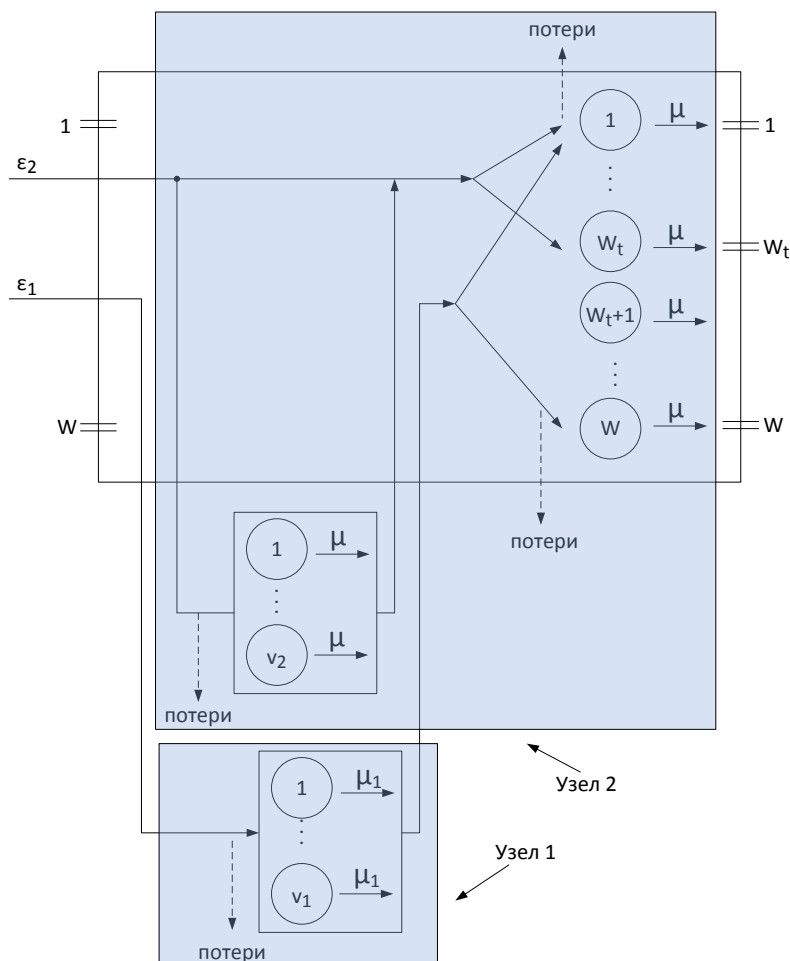 потери
1
1
μ
1
ε₂
Wₜ
μ
Wₜ
ε₁
Wₜ+1
μ
W
W
μ
W
потери
1
μ
v₂
μ
потери
Узел 2
1
μ₁
Узел 1
v₁
μ₁
потери